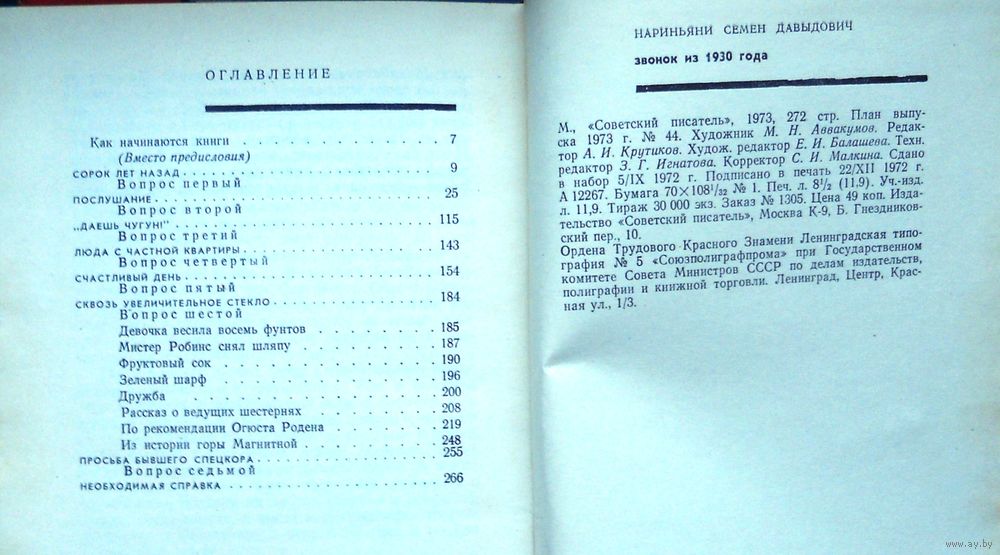 ОГЛАВЛЕНИЕ
Как начинаются книги . . . . . . . . . . 7
(Вместо предисловия)
СОРОК ЛЕТ НАЗАД . . . . . . . . . . 9
Вопрос первый
ПОСЛУШАНИЕ . . . . . . . . . . 25
Вопрос второй
„ДАЕШЬ ЧУГУН!" . . . . . . . . . . 115
Вопрос третий
ЛЮДА С ЧАСТНОЙ КВАРТИРЫ . . . . . . . . . . 143
Вопрос четвертый
СЧАСТЛИВЫЙ ДЕНЬ . . . . . . . . . . 154
Вопрос пятый
СКВОЗЬ УВЕЛИЧИТЕЛЬНОЕ СТЕКЛО . . . . . . . . . . 184
Вопрос шестой
Девочка весила восемь фунтов . . . . . . . . 185
Мистер Робинс снял шляпу . . . . . . . . 187
Фруктовый сок . . . . . . . . 190
Зеленый шарф . . . . . . . . 196
Дружба . . . . . . . . 200
Рассказ о ведущих шестернях . . . . . . . . 208
По рекомендации Огюста Родена . . . . . . . 219
Из истории горы Магнитной . . . . . . . . 248
ПРОСЬБА БЫВШЕГО СПЕЦКОРА . . . . . . . . . . 255
Вопрос седьмой
НЕОБХОДИМАЯ СПРАВКА . . . . . . . . . . 266
НАРИНЬЯНИ СЕМЕН ДАВЫДОВИЧ
звонок из 1930 года
М., «Советский писатель», 1973, 272 стр. План выпу-
ска 1973 г. № 44. Художник М. Н. Аввакумов. Редак-
тор А. И. Крутиков. Худож. редактор Е. И. Балашева. Техн.
редактор З. Г. Игнатова. Корректор С. И. Малкина. Сдано
в набор 5/IX 1972 г. Подписано в печать 22/XII 1972 г.
А 12267. Бумага 70×108¹/₃₂ № 1. Печ. л. 8¹/₂ (11,9). Уч.-изд.
л. 11,9. Тираж 30 000 экз. Заказ № 1305. Цена 49 коп. Изда-
тельство «Советский писатель», Москва К-9, Б. Гнездников-
ский пер., 10.
Ордена Трудового Красного Знамени Ленинградская типо-
графия № 5 «Союзполиграфпрома» при Государственном
комитете Совета Министров СССР по делам издательств,
полиграфии и книжной торговли. Ленинград, Центр, Крас-
ная ул., 1/3.
© www.ay.by